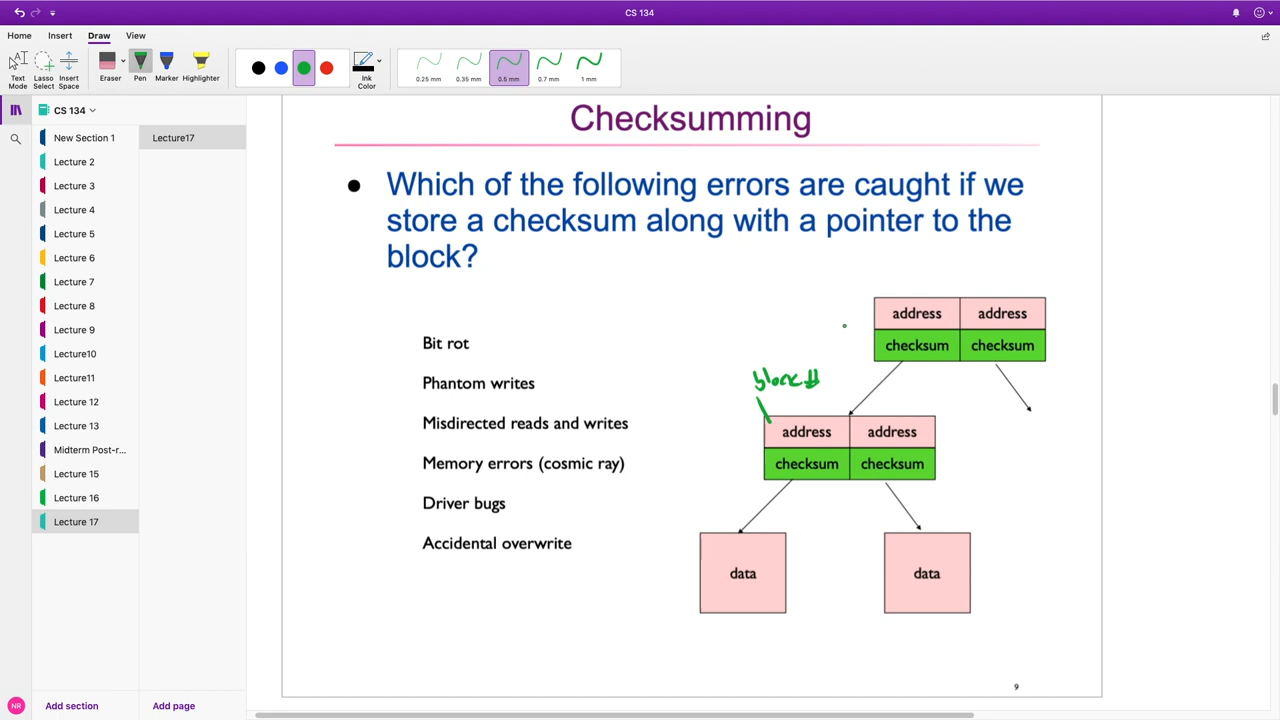 CS 134
Home Insert Draw View
Text Mode
Lasso Select
Insert Space
Eraser
Pen
Marker
Highlighter
Ink Color
0.25 mm
0.35 mm
0.5 mm
0.7 mm
1 mm
CS 134
New Section 1
Lecture 2
Lecture 3
Lecture 4
Lecture 5
Lecture 6
Lecture 7
Lecture 8
Lecture 9
Lecture10
Lecture11
Lecture 12
Lecture 13
Midterm Post-r...
Lecture 15
Lecture 16
Lecture 17
Lecture17
NR
Add section
Add page
Checksumming
Which of the following errors are caught if we
store a checksum along with a pointer to the
block?
Bit rot
Phantom writes
Misdirected reads and writes
Memory errors (cosmic ray)
Driver bugs
Accidental overwrite
address address
checksum checksum
block #
address address
checksum checksum
data data
9